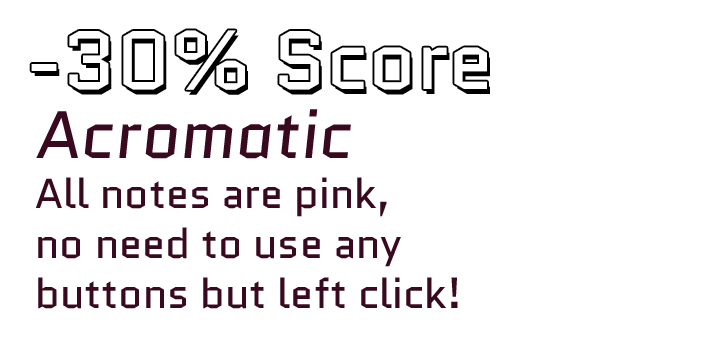 -30% Score
Acromatic
All notes are pink,
no need to use any
buttons but left click!